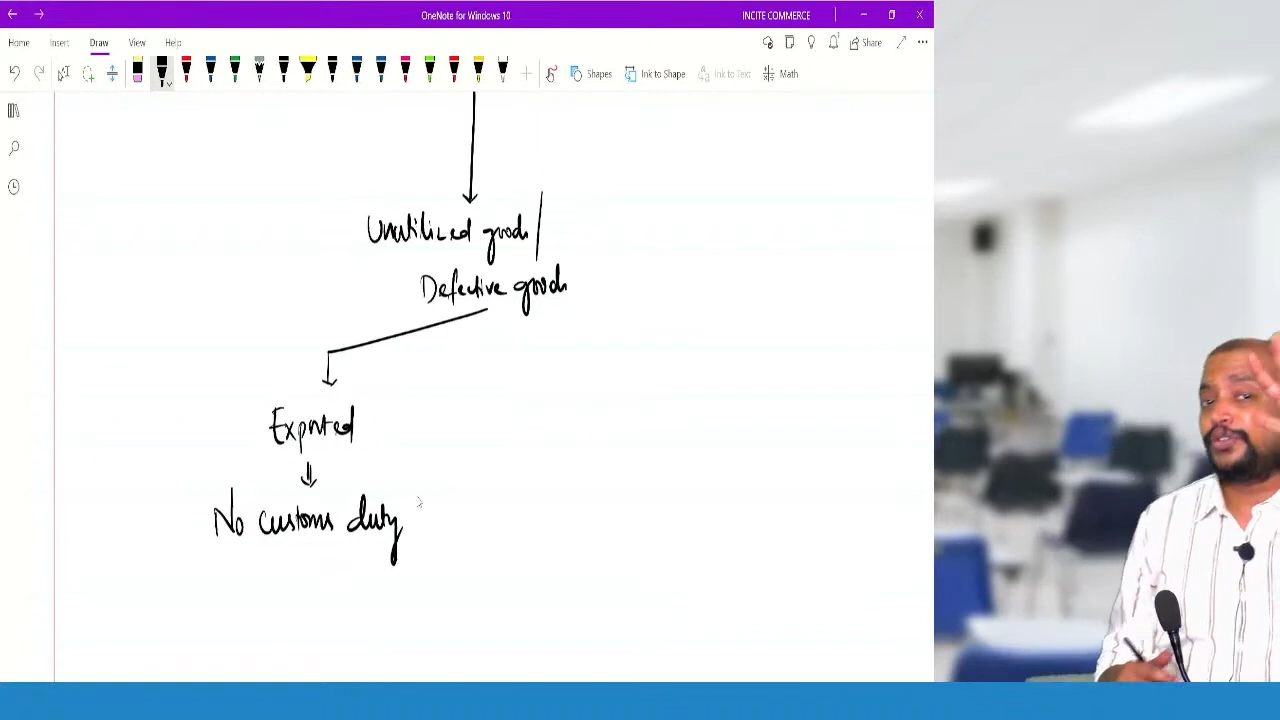 OneNote for Windows 10
INCITE COMMERCE
Home Insert Draw View Help
Share
Shapes
Ink to Shape
Ink to Text
Math
Unutilized goods/
Defective goods
Exported
No customs duty